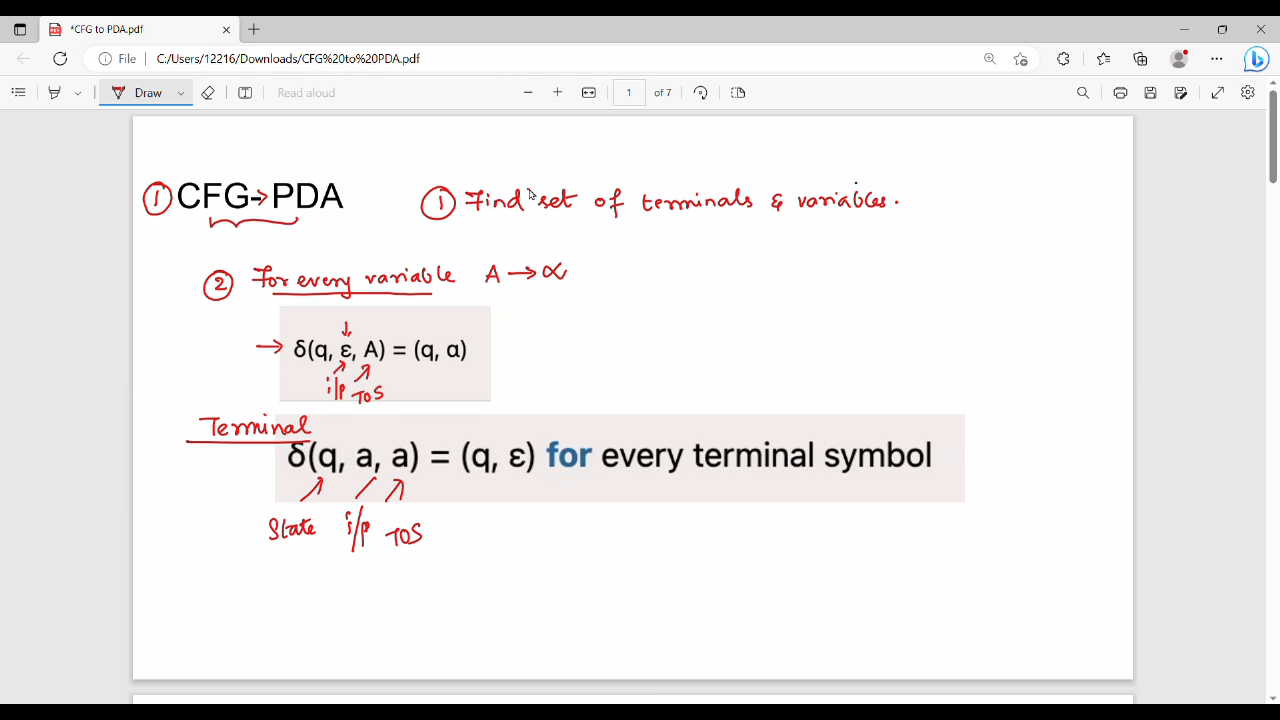 *CFG to PDA.pdf
File C:/Users/12216/Downloads/CFG%20to%20PDA.pdf
Draw Read aloud 1 of 7
① CFG-> PDA ① Find set of terminals & variables.
② For every variable A → α
→ δ(q, ε, A) = (q, α)
i/p TOS
Terminal
δ(q, a, a) = (q, ε) for every terminal symbol
State i/p TOS